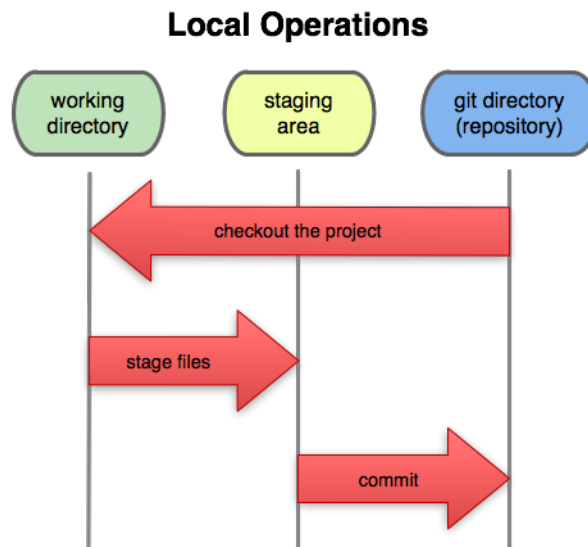 Local Operations
working
directory
staging
area
git directory
(repository)
checkout the project
stage files
commit